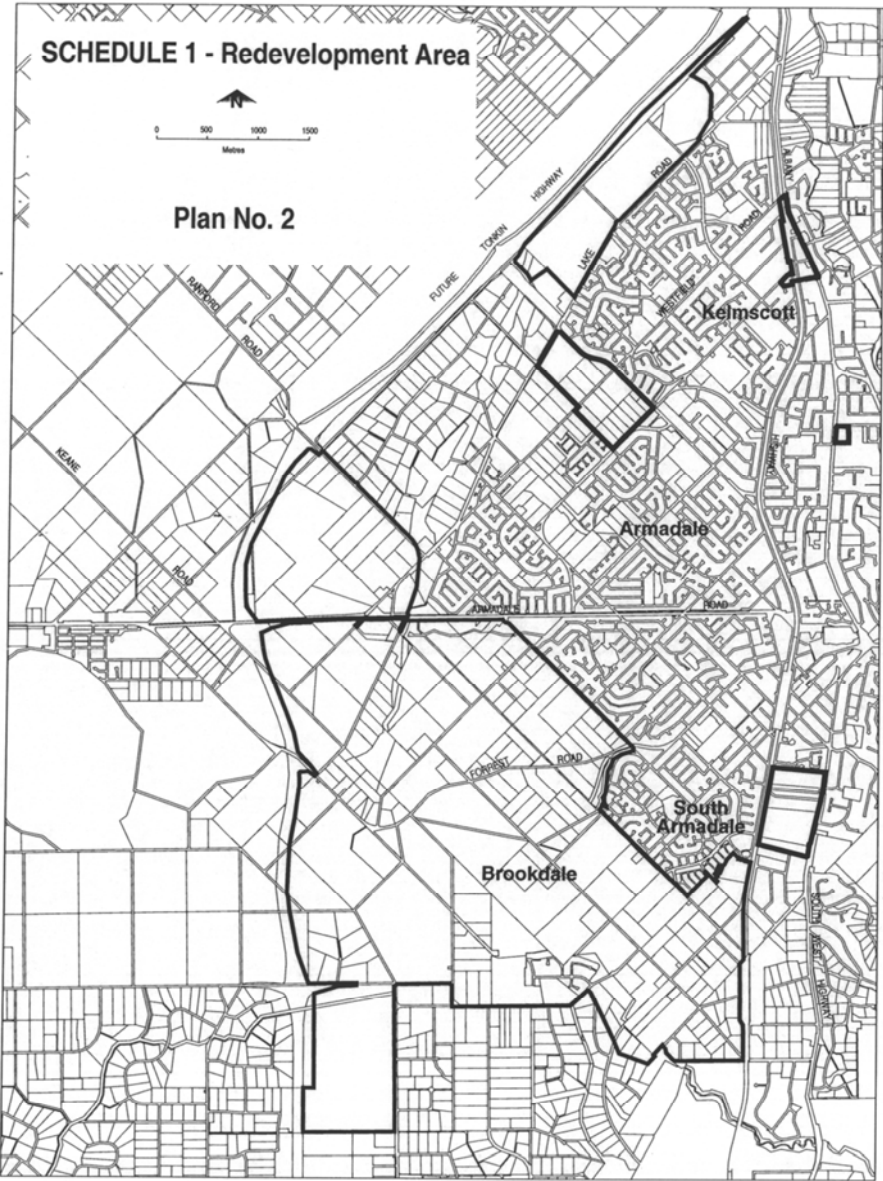 SCHEDULE 1 - Redevelopment Area
N
0 500 1000 1500
Metres
Plan No. 2
FUTURE TONKIN HIGHWAY
LAKE ROAD
ALBANY
HIGHWAY
WESTFIELD ROAD
Kelmscott
RANFORD ROAD
KEANE
ROAD
Armadale
ARMADALE ROAD
FORREST ROAD
South
Armadale
Brookdale
SOUTH WEST HIGHWAY